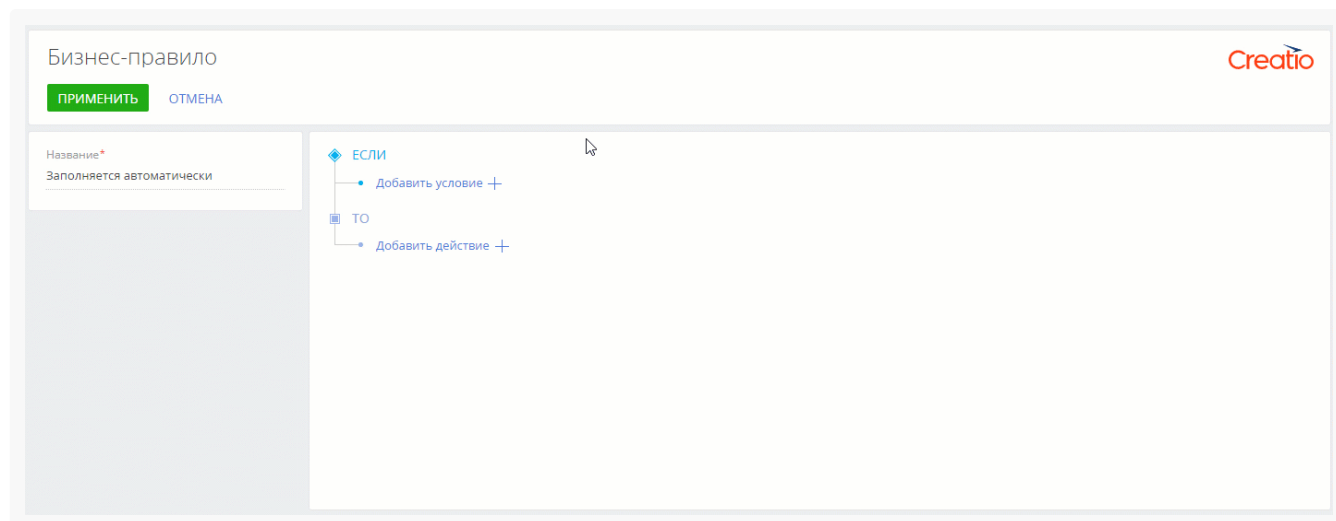 Бизнес-правило
Creatio
ПРИМЕНИТЬ ОТМЕНА
Название*
Заполняется автоматически
ЕСЛИ
Добавить условие
ТО
Добавить действие